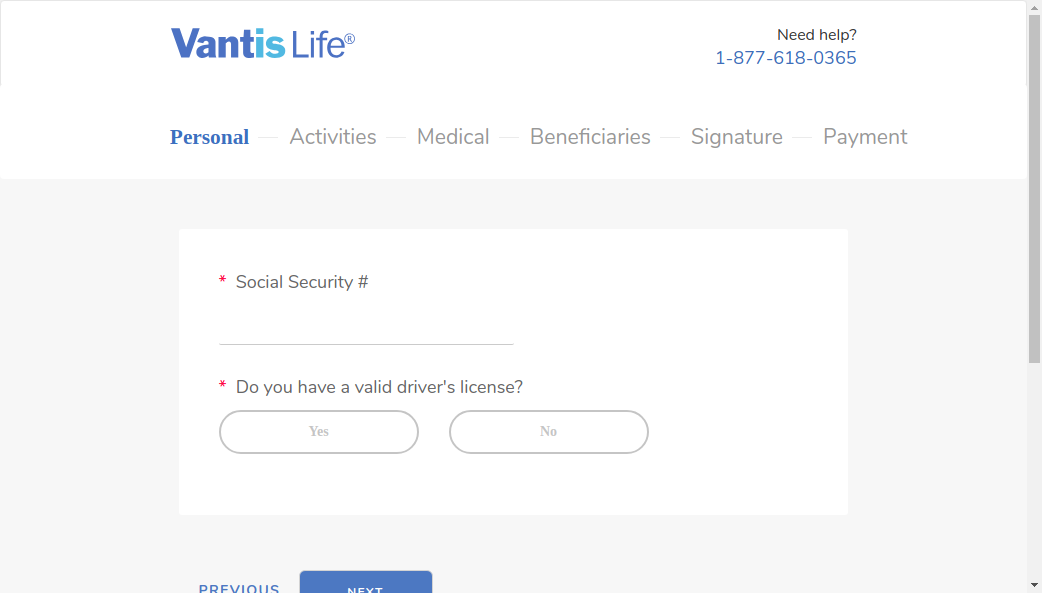 Vantis Life®
Need help?
1-877-618-0365
Personal Activities Medical Beneficiaries Signature Payment
* Social Security #
* Do you have a valid driver's license?
Yes No
PREVIOUS NEXT